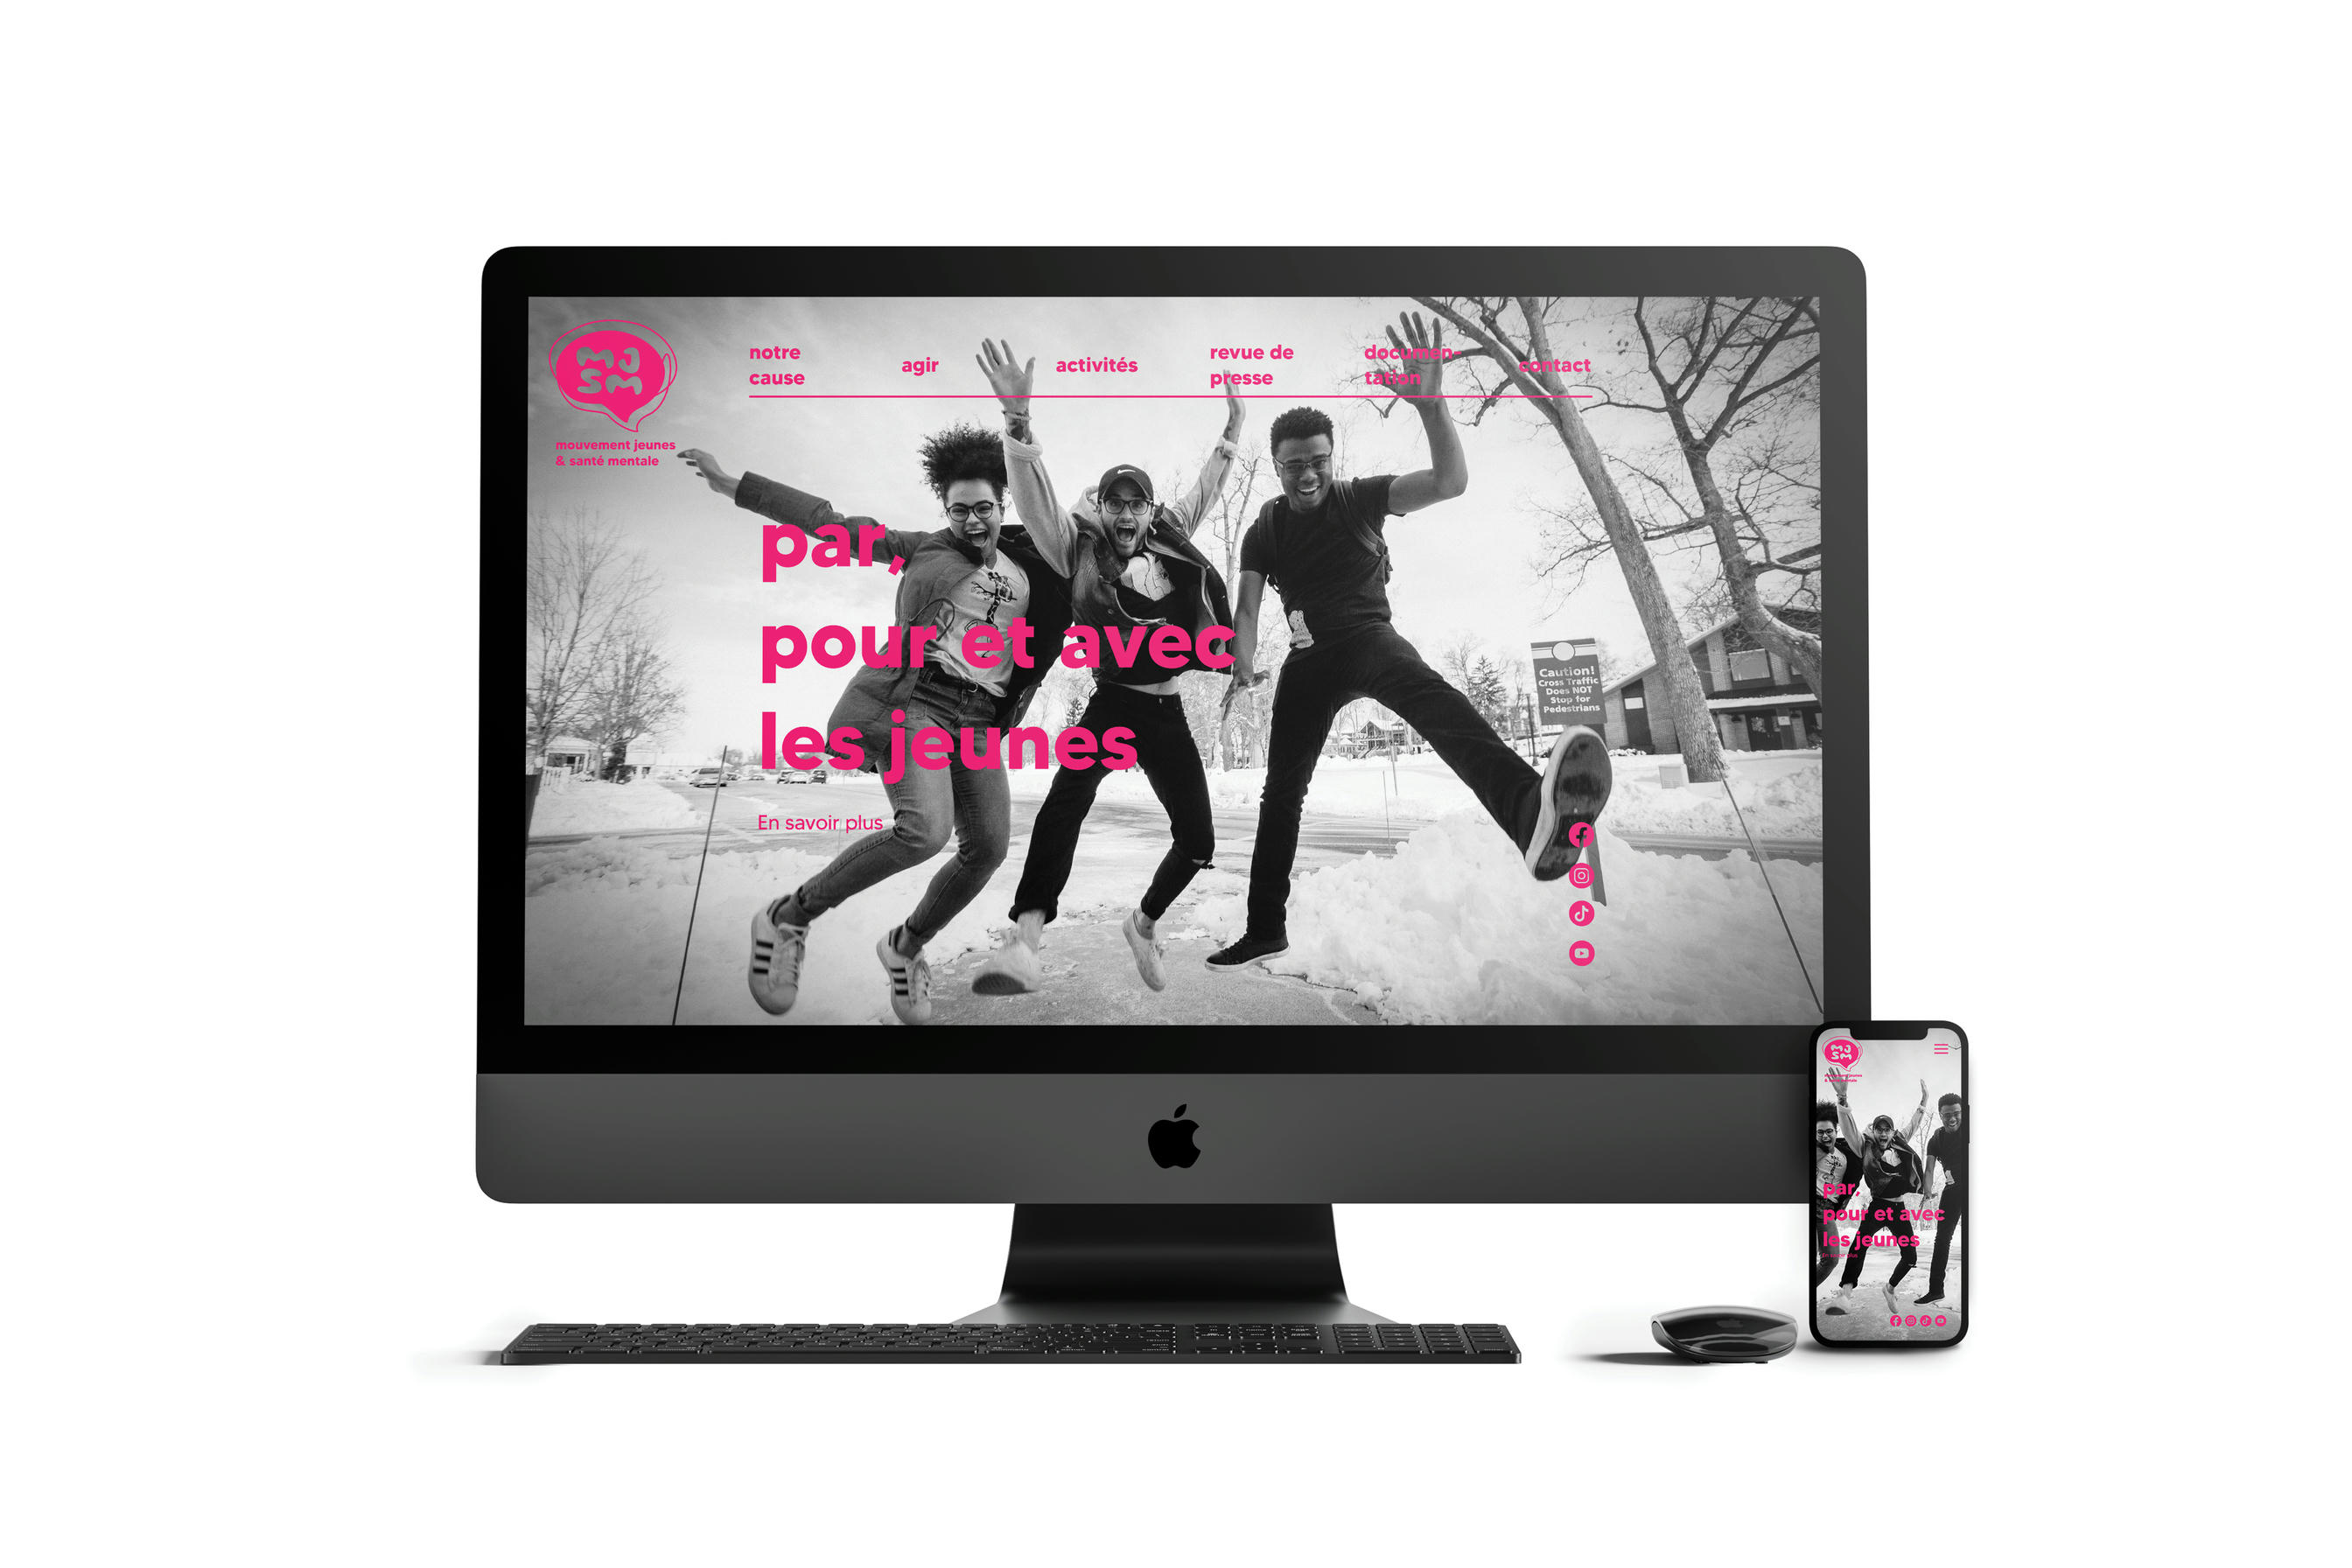 MJ
SM
mouvement jeunes
& santé mentale
notre
cause
agir
activités
revue de
presse
documen-
tation
contact
par,
pour et avec
les jeunes
En savoir plus
Caution!
Cross Traffic
Does NOT
Stop for
Pedestrians
MJ
SM
par,
pour et avec
les jeunes